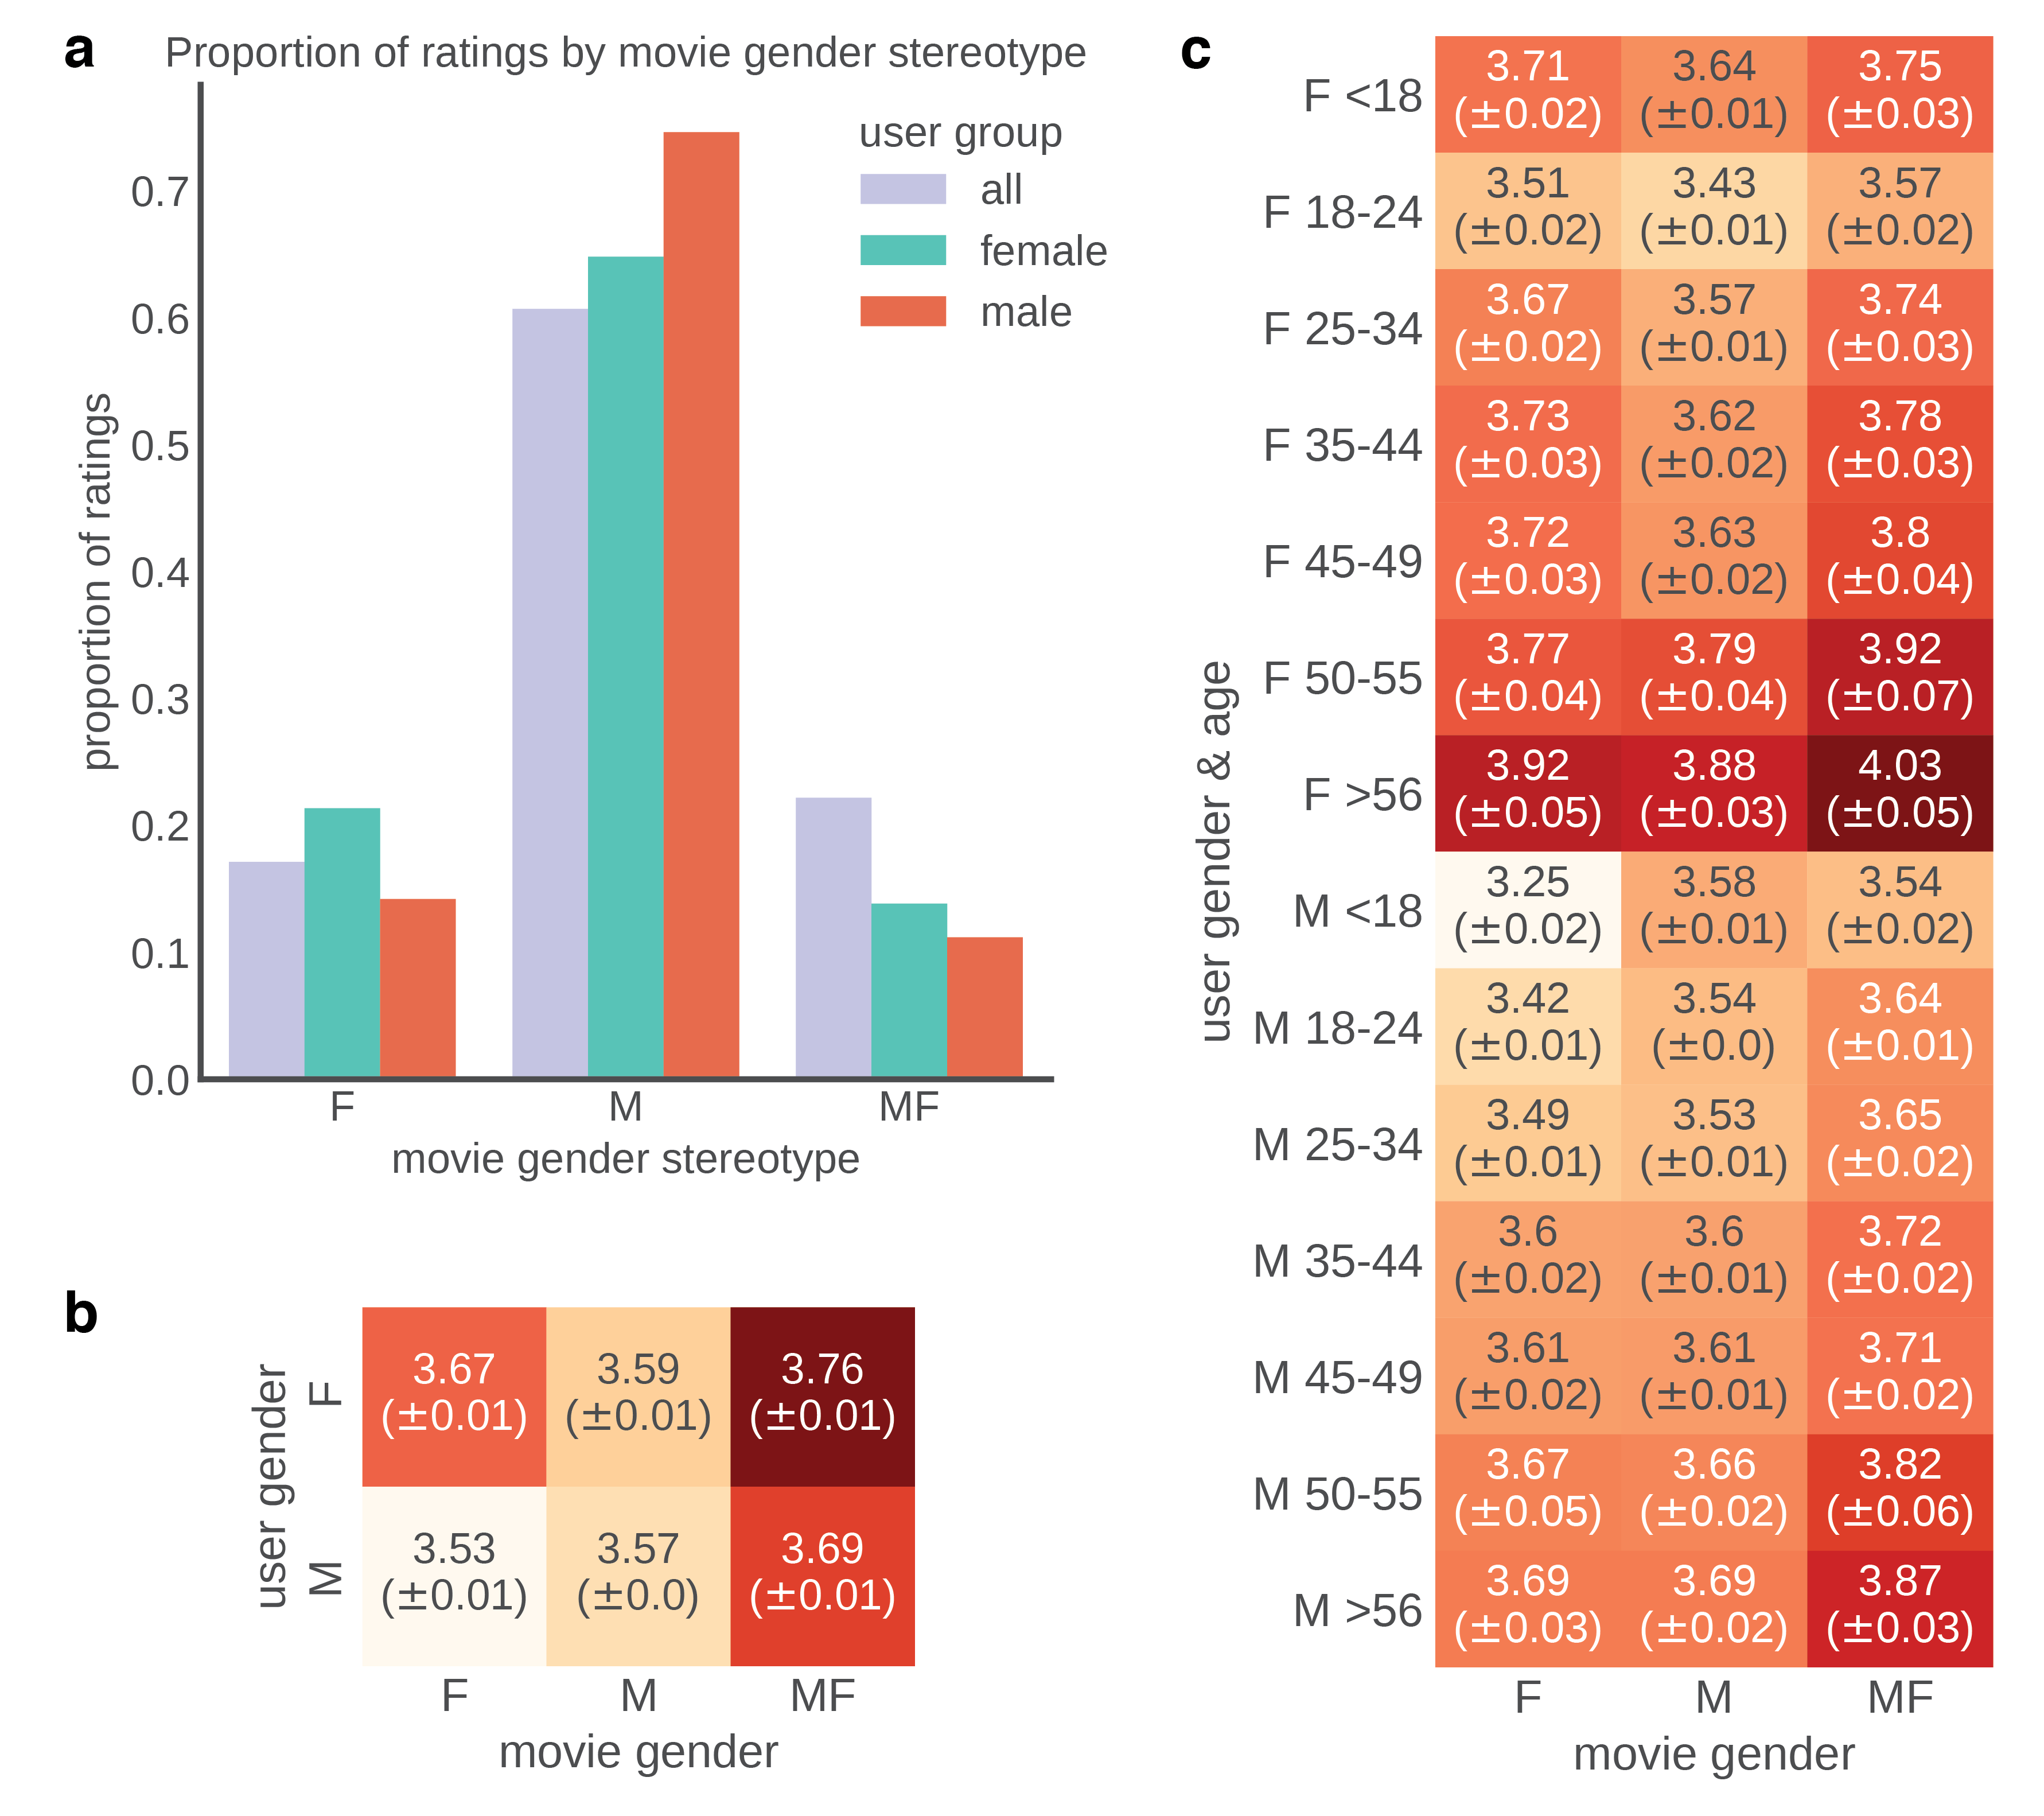 a
Proportion of ratings by movie gender stereotype
user group
all
female
male
proportion of ratings
0.7
0.6
0.5
0.4
0.3
0.2
0.1
0.0
F M MF
movie gender stereotype
b
user gender
F
3.67 3.59 3.76
(±0.01) (±0.01) (±0.01)
M
3.53 3.57 3.69
(±0.01) (±0.0) (±0.01)
F M MF
movie gender
c
user gender & age
F <18
3.71 3.64 3.75
(±0.02) (±0.01) (±0.03)
F 18-24
3.51 3.43 3.57
(±0.02) (±0.01) (±0.02)
F 25-34
3.67 3.57 3.74
(±0.02) (±0.01) (±0.03)
F 35-44
3.73 3.62 3.78
(±0.03) (±0.02) (±0.03)
F 45-49
3.72 3.63 3.8
(±0.03) (±0.02) (±0.04)
F 50-55
3.77 3.79 3.92
(±0.04) (±0.04) (±0.07)
F >56
3.92 3.88 4.03
(±0.05) (±0.03) (±0.05)
M <18
3.25 3.58 3.54
(±0.02) (±0.01) (±0.02)
M 18-24
3.42 3.54 3.64
(±0.01) (±0.0) (±0.01)
M 25-34
3.49 3.53 3.65
(±0.01) (±0.01) (±0.02)
M 35-44
3.6 3.6 3.72
(±0.02) (±0.01) (±0.02)
M 45-49
3.61 3.61 3.71
(±0.02) (±0.01) (±0.02)
M 50-55
3.67 3.66 3.82
(±0.05) (±0.02) (±0.06)
M >56
3.69 3.69 3.87
(±0.03) (±0.02) (±0.03)
F M MF
movie gender